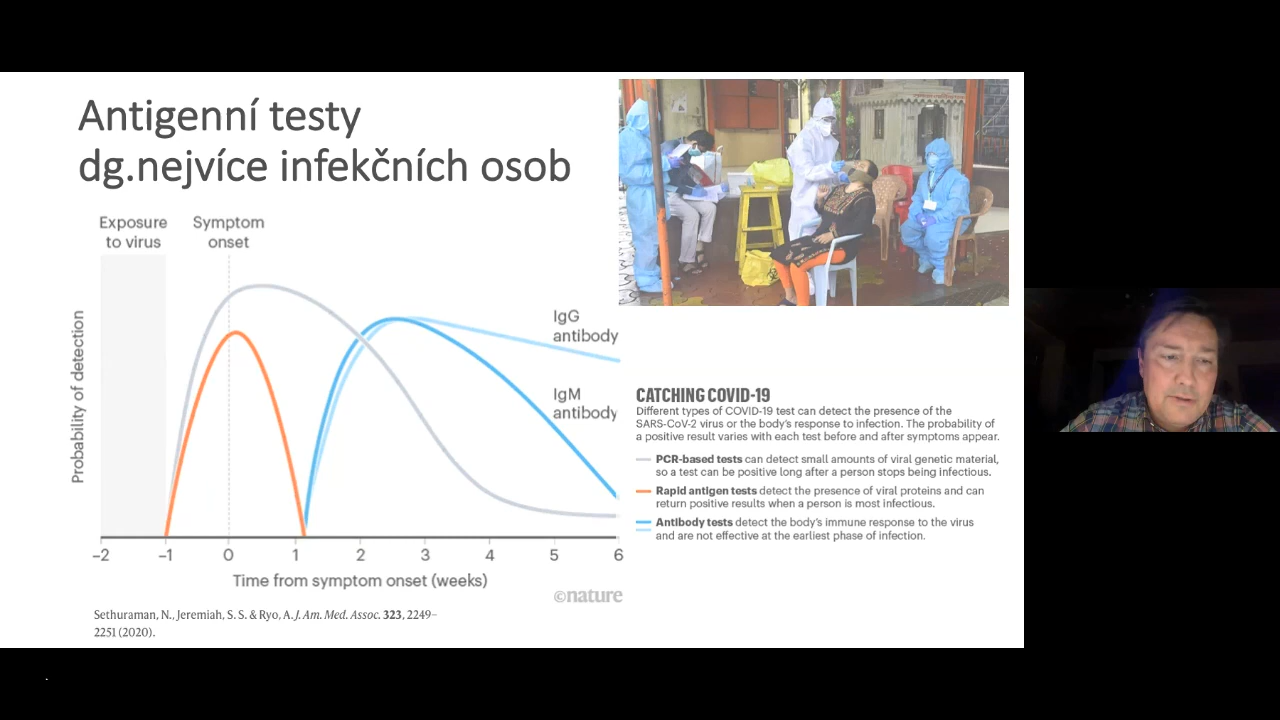 Antigenní testy
dg.nejvíce infekčních osob
Exposure
to virus
Symptom
onset
IgG
antibody
IgM
antibody
Probability of detection
−2 −1 0 1 2 3 4 5 6
Time from symptom onset (weeks)
©nature
Sethuraman, N., Jeremiah, S. S. & Ryo, A. J. Am. Med. Assoc. 323, 2249–
2251 (2020).
CATCHING COVID-19
Different types of COVID-19 test can detect the presence of the
SARS-CoV-2 virus or the body's response to infection. The probability of
a positive result varies with each test before and after symptoms appear.
PCR-based tests can detect small amounts of viral genetic material,
so a test can be positive long after a person stops being infectious.
Rapid antigen tests detect the presence of viral proteins and can
return positive results when a person is most infectious.
Antibody tests detect the body's immune response to the virus
and are not effective at the earliest phase of infection.